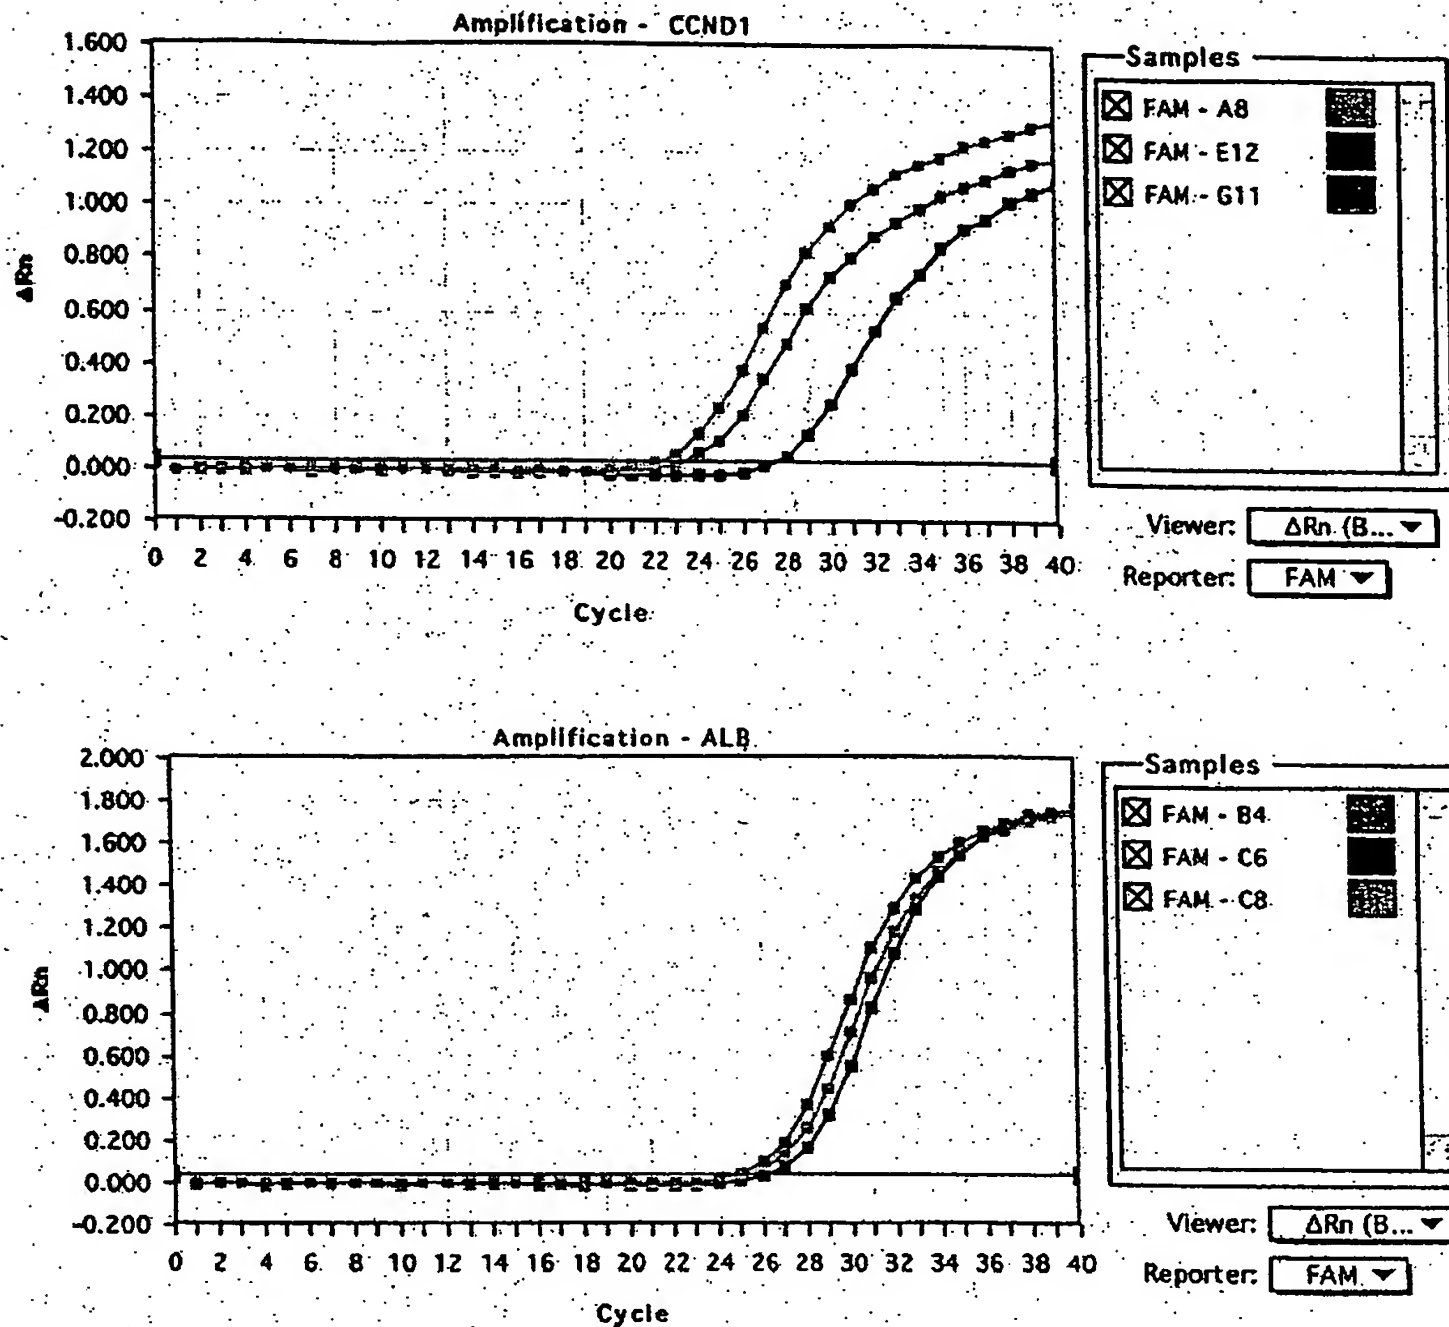 Amplification - CCND1
1.600
1.400
1.200
1.000
0.800
0.600
0.400
0.200
0.000
-0.200
ΔRn
0 2 4 6 8 10 12 14 16 18 20 22 24 26 28 30 32 34 36 38 40
Cycle
Samples
FAM - A8
FAM - E12
FAM - G11
Viewer: ΔRn (B... ▼
Reporter: FAM ▼
Amplification - ALB
2.000
1.800
1.600
1.400
1.200
1.000
0.800
0.600
0.400
0.200
0.000
-0.200
ΔRn
0 2 4 6 8 10 12 14 16 18 20 22 24 26 28 30 32 34 36 38 40
Cycle
Samples
FAM - B4
FAM - C6
FAM - C8
Viewer: ΔRn (B... ▼
Reporter: FAM ▼